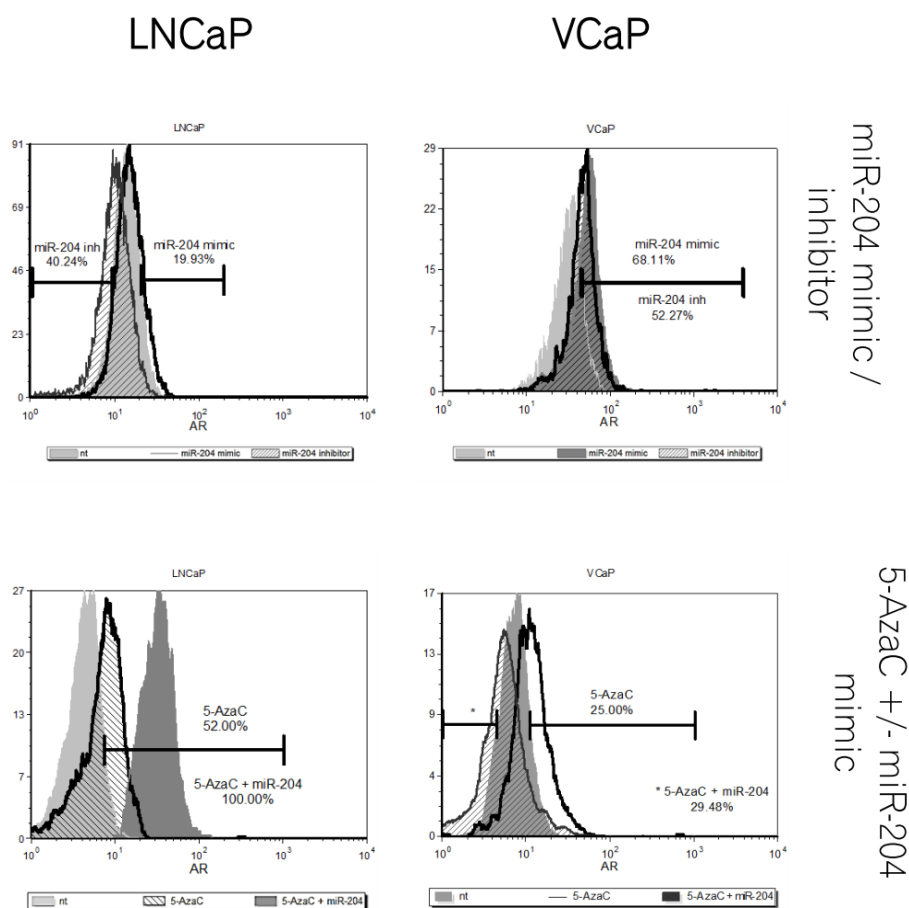 LNCaP
VCaP
miR-204 mimic /
inhibitor
LNCaP
91
69
46
23
0
miR-204 inh
40.24%
miR-204 mimic
19.93%
10^0
10^1
10^2
10^3
10^4
AR
nt
miR-204 mimic
miR-204 inhibitor
VCaP
29
22
15
7
0
miR-204 mimic
68.11%
miR-204 inh
52.27%
10^0
10^1
10^2
10^3
10^4
AR
nt
miR-204 mimic
miR-204 inhibitor
5-AzaC +/- miR-204
mimic
LNCaP
27
20
13
7
0
5-AzaC
52.00%
5-AzaC + miR-204
100.00%
10^0
10^1
10^2
10^3
10^4
AR
nt
5-AzaC
5-AzaC + miR-204
VCaP
17
13
9
4
0
*
5-AzaC
25.00%
* 5-AzaC + miR-204
29.48%
10^0
10^1
10^2
10^3
10^4
AR
nt
5-AzaC
5-AzaC + miR-204